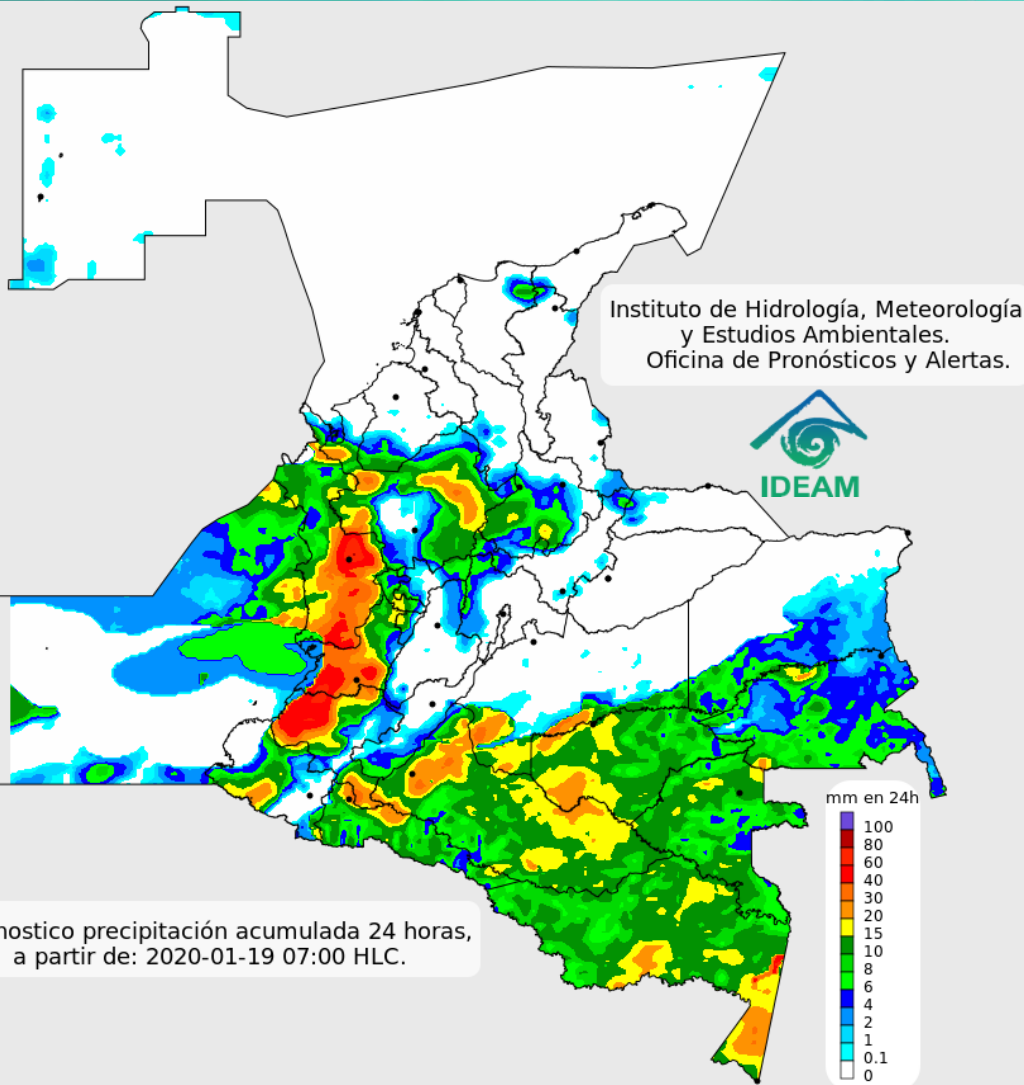 Instituto de Hidrología, Meteorología
y Estudios Ambientales.
Oficina de Pronósticos y Alertas.
IDEAM
mm en 24h
100
80
60
40
30
20
15
10
8
6
4
2
1
0.1
0
nostico precipitación acumulada 24 horas,
a partir de: 2020-01-19 07:00 HLC.